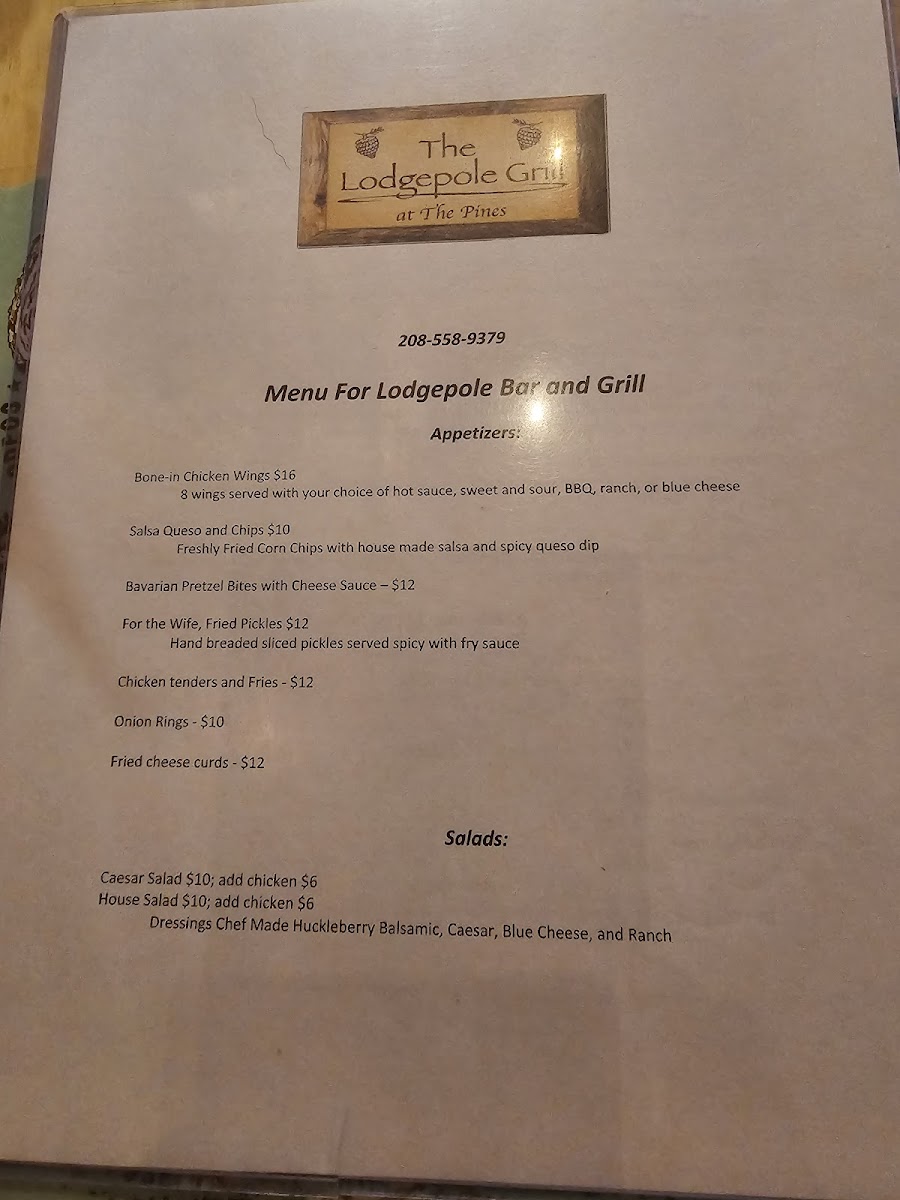 The
Lodgepole Grill
at The Pines
208-558-9379
Menu For Lodgepole Bar and Grill
Appetizers:
Bone-in Chicken Wings $16
8 wings served with your choice of hot sauce, sweet and sour, BBQ, ranch, or blue cheese
Salsa Queso and Chips $10
Freshly Fried Corn Chips with house made salsa and spicy queso dip
Bavarian Pretzel Bites with Cheese Sauce – $12
For the Wife, Fried Pickles $12
Hand breaded sliced pickles served spicy with fry sauce
Chicken tenders and Fries - $12
Onion Rings - $10
Fried cheese curds - $12
Salads:
Caesar Salad $10; add chicken $6
House Salad $10; add chicken $6
Dressings Chef Made Huckleberry Balsamic, Caesar, Blue Cheese, and Ranch